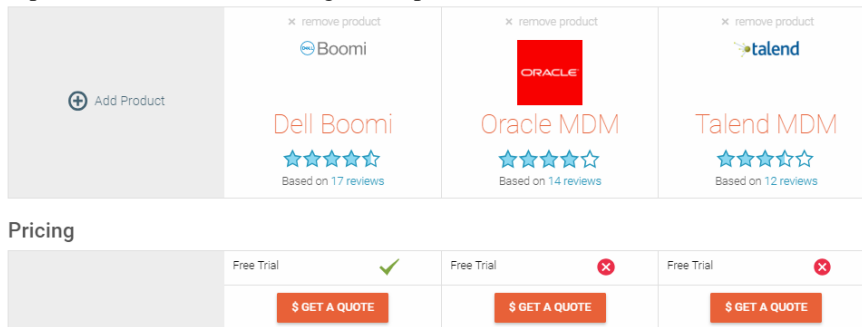 × remove product × remove product × remove product
DELL Boomi ORACLE talend
Add Product
Dell Boomi Oracle MDM Talend MDM
Based on 17 reviews Based on 14 reviews Based on 12 reviews
Pricing
Free Trial Free Trial Free Trial
$ GET A QUOTE $ GET A QUOTE $ GET A QUOTE